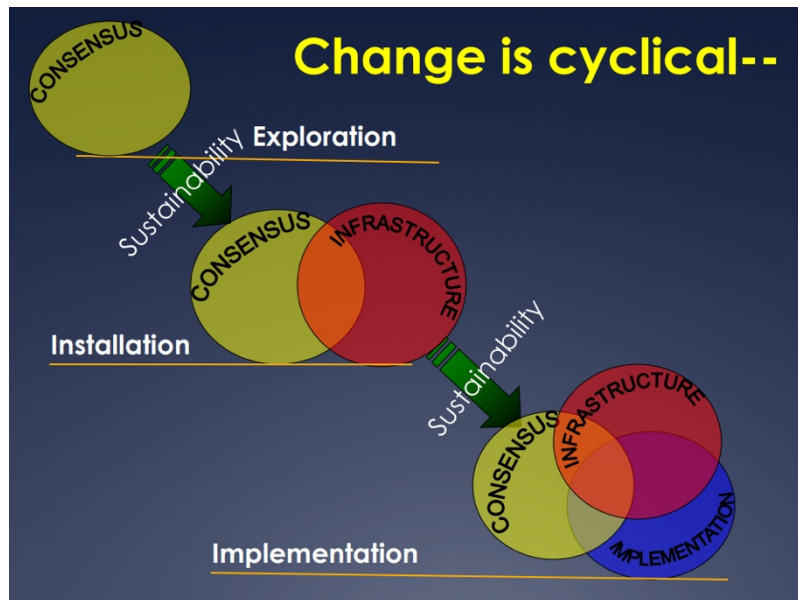 Change is cyclical--
CONSENSUS
Exploration
Sustainability
CONSENSUS
INFRASTRUCTURE
Installation
Sustainability
CONSENSUS
INFRASTRUCTURE
IMPLEMENTATION
Implementation